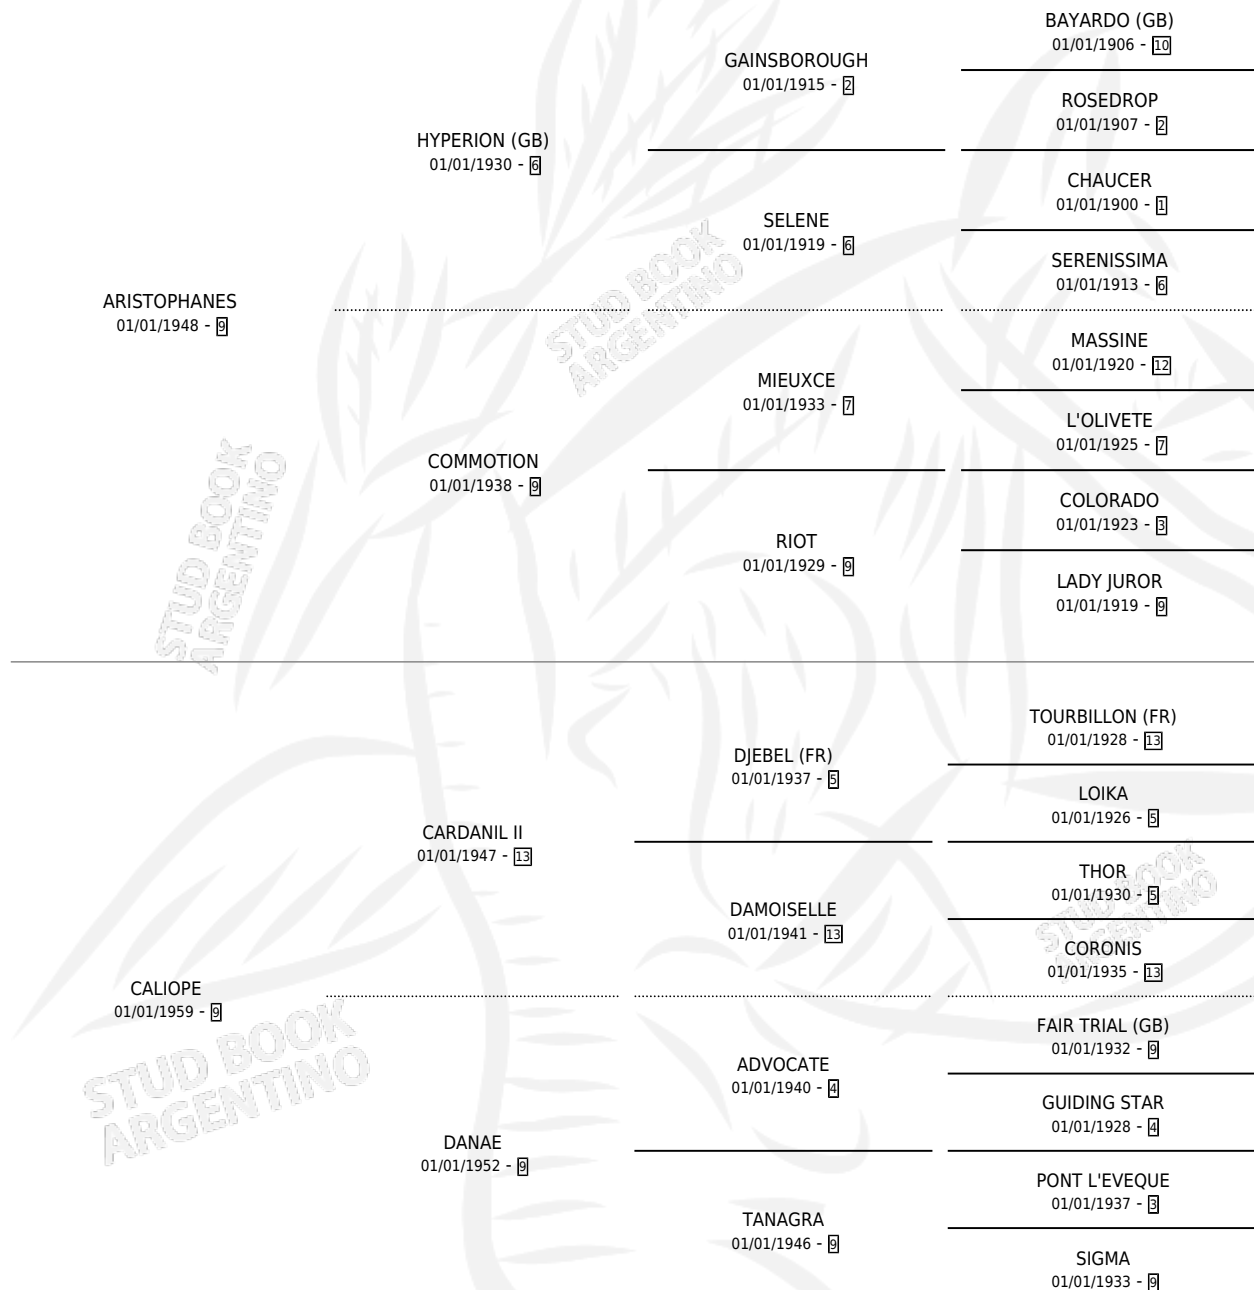 BAYARDO (GB)
01/01/1906 - 10
GAINSBOROUGH
01/01/1915 - 2
ROSEDROP
01/01/1907 - 2
HYPERION (GB)
01/01/1930 - 6
CHAUCER
01/01/1900 - 1
SELENE
01/01/1919 - 6
SERENISSIMA
01/01/1913 - 6
ARISTOPHANES
01/01/1948 - 9
STUD BOOK
ARGENTINO
MASSINE
01/01/1920 - 12
MIEUXCE
01/01/1933 - 7
L'OLIVETE
01/01/1925 - 7
COMMOTION
01/01/1938 - 9
COLORADO
01/01/1923 - 3
RIOT
01/01/1929 - 9
LADY JUROR
01/01/1919 - 9
STUD BOOK
ARGENTINO
TOURBILLON (FR)
01/01/1928 - 13
DJEBEL (FR)
01/01/1937 - 5
LOIKA
01/01/1926 - 5
CARDANIL II
01/01/1947 - 13
THOR
01/01/1930 - 5
DAMOISELLE
01/01/1941 - 13
CORONIS
01/01/1935 - 13
STUD BOOK
ARGENTINO
CALIOPE
01/01/1959 - 9
FAIR TRIAL (GB)
01/01/1932 - 9
ADVOCATE
01/01/1940 - 4
GUIDING STAR
01/01/1928 - 4
STUD BOOK
ARGENTINO
DANAE
01/01/1952 - 9
PONT L'EVEQUE
01/01/1937 - 3
TANAGRA
01/01/1946 - 9
SIGMA
01/01/1933 - 9